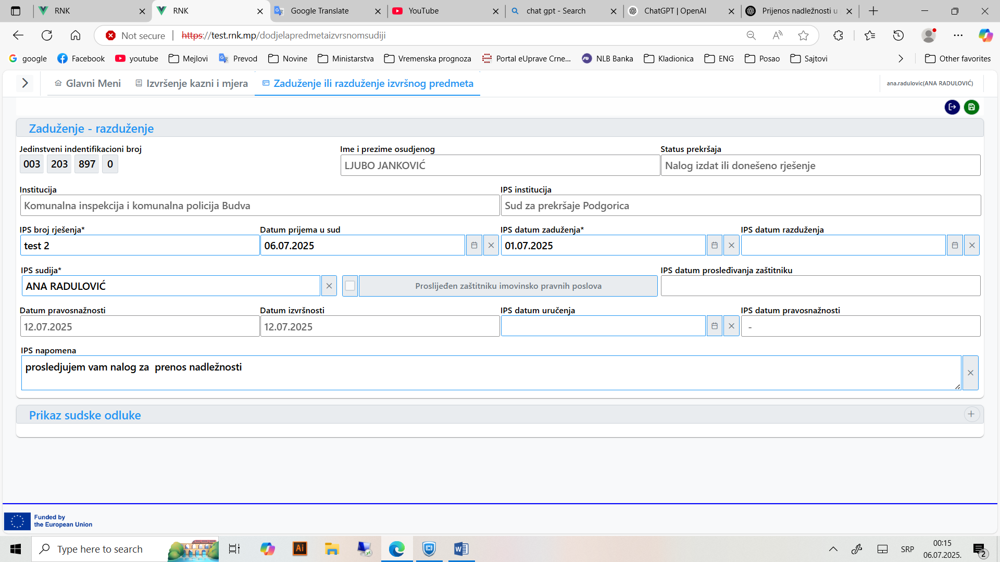 RNK
RNK
Google Translate
YouTube
chat gpt - Search
ChatGPT | OpenAI
Prijenos nadležnosti u
Not secure
https://test.rnk.mp/dodjelapredmetaizvrsnomsudiji
google
Facebook
youtube
Mejlovi
Prevod
Novine
Ministarstva
Vremenska prognoza
Portal eUprave Crne...
NLB Banka
Kladionica
ENG
Posao
Sajtovi
Other favorites
Glavni Meni
Izvršenje kazni i mjera
Zaduženje ili razduženje izvršnog predmeta
ana.radulovic(ANA RADULOVIĆ)
Zaduženje - razduženje
Jedinstveni indentifikacioni broj
Ime i prezime osudjenog
Status prekršaja
003 203 897 0
LJUBO JANKOVIĆ
Nalog izdat ili donešeno rješenje
Institucija
IPS institucija
Komunalna inspekcija i komunalna policija Budva
Sud za prekršaje Podgorica
IPS broj rješenja*
Datum prijema u sud
IPS datum zaduženja*
IPS datum razduženja
test 2
06.07.2025
01.07.2025
IPS sudija*
IPS datum prosleđivanja zaštitniku
ANA RADULOVIĆ
Proslijeđen zaštitniku imovinsko pravnih poslova
Datum pravosnažnosti
Datum izvršnosti
IPS datum uručenja
IPS datum pravosnažnosti
12.07.2025
12.07.2025
-
IPS napomena
prosledjujem vam nalog za  prenos nadležnosti
Prikaz sudske odluke
Funded by
the European Union
Type here to search
Ai
SRP
00:15
06.07.2025.
2